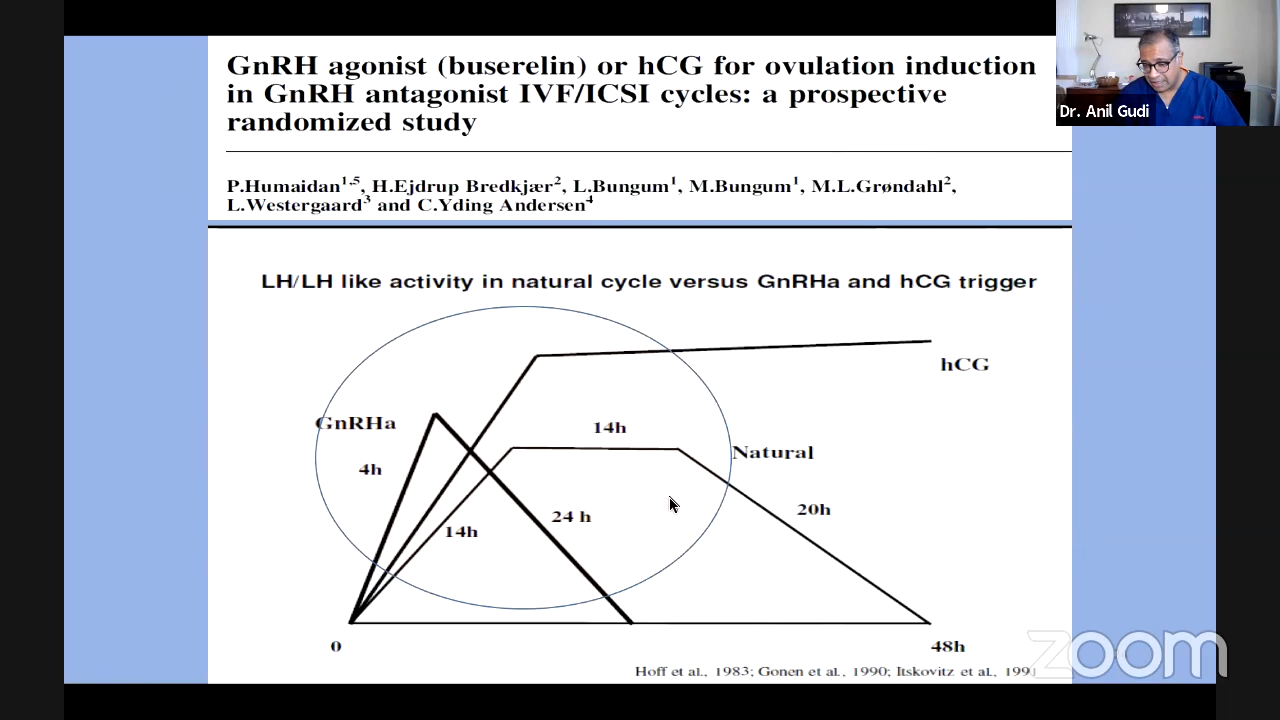 GnRH agonist (buserelin) or hCG for ovulation induction
in GnRH antagonist IVF/ICSI cycles: a prospective
randomized study
Dr. Anil Gudi
P.Humaidan1,5, H.Ejdrup Bredkjær2, L.Bungum1, M.Bungum1, M.L.Grøndahl2,
L.Westergaard3 and C.Yding Andersen4
LH/LH like activity in natural cycle versus GnRHa and hCG trigger
hCG
GnRHa
14h
Natural
4h
24 h
20h
14h
0
48h
Hoff et al., 1983; Gonen et al., 1990; Itskovitz et al., 199
zoom